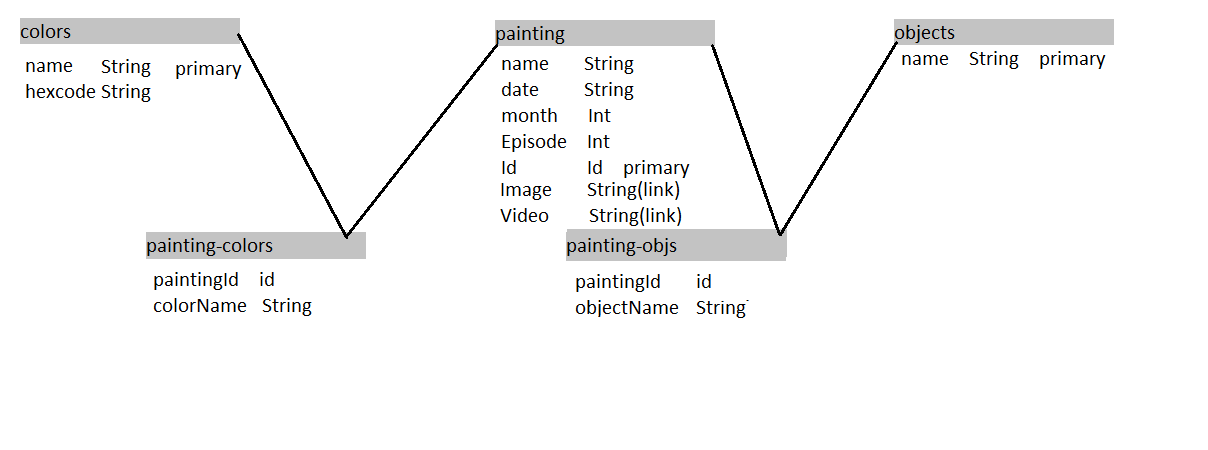 colors
name String primary
hexcode String
painting
name String
date String
month Int
Episode Int
Id Id primary
Image String(link)
Video String(link)
objects
name String primary
painting-colors
paintingId id
colorName String
painting-objs
paintingId id
objectName String